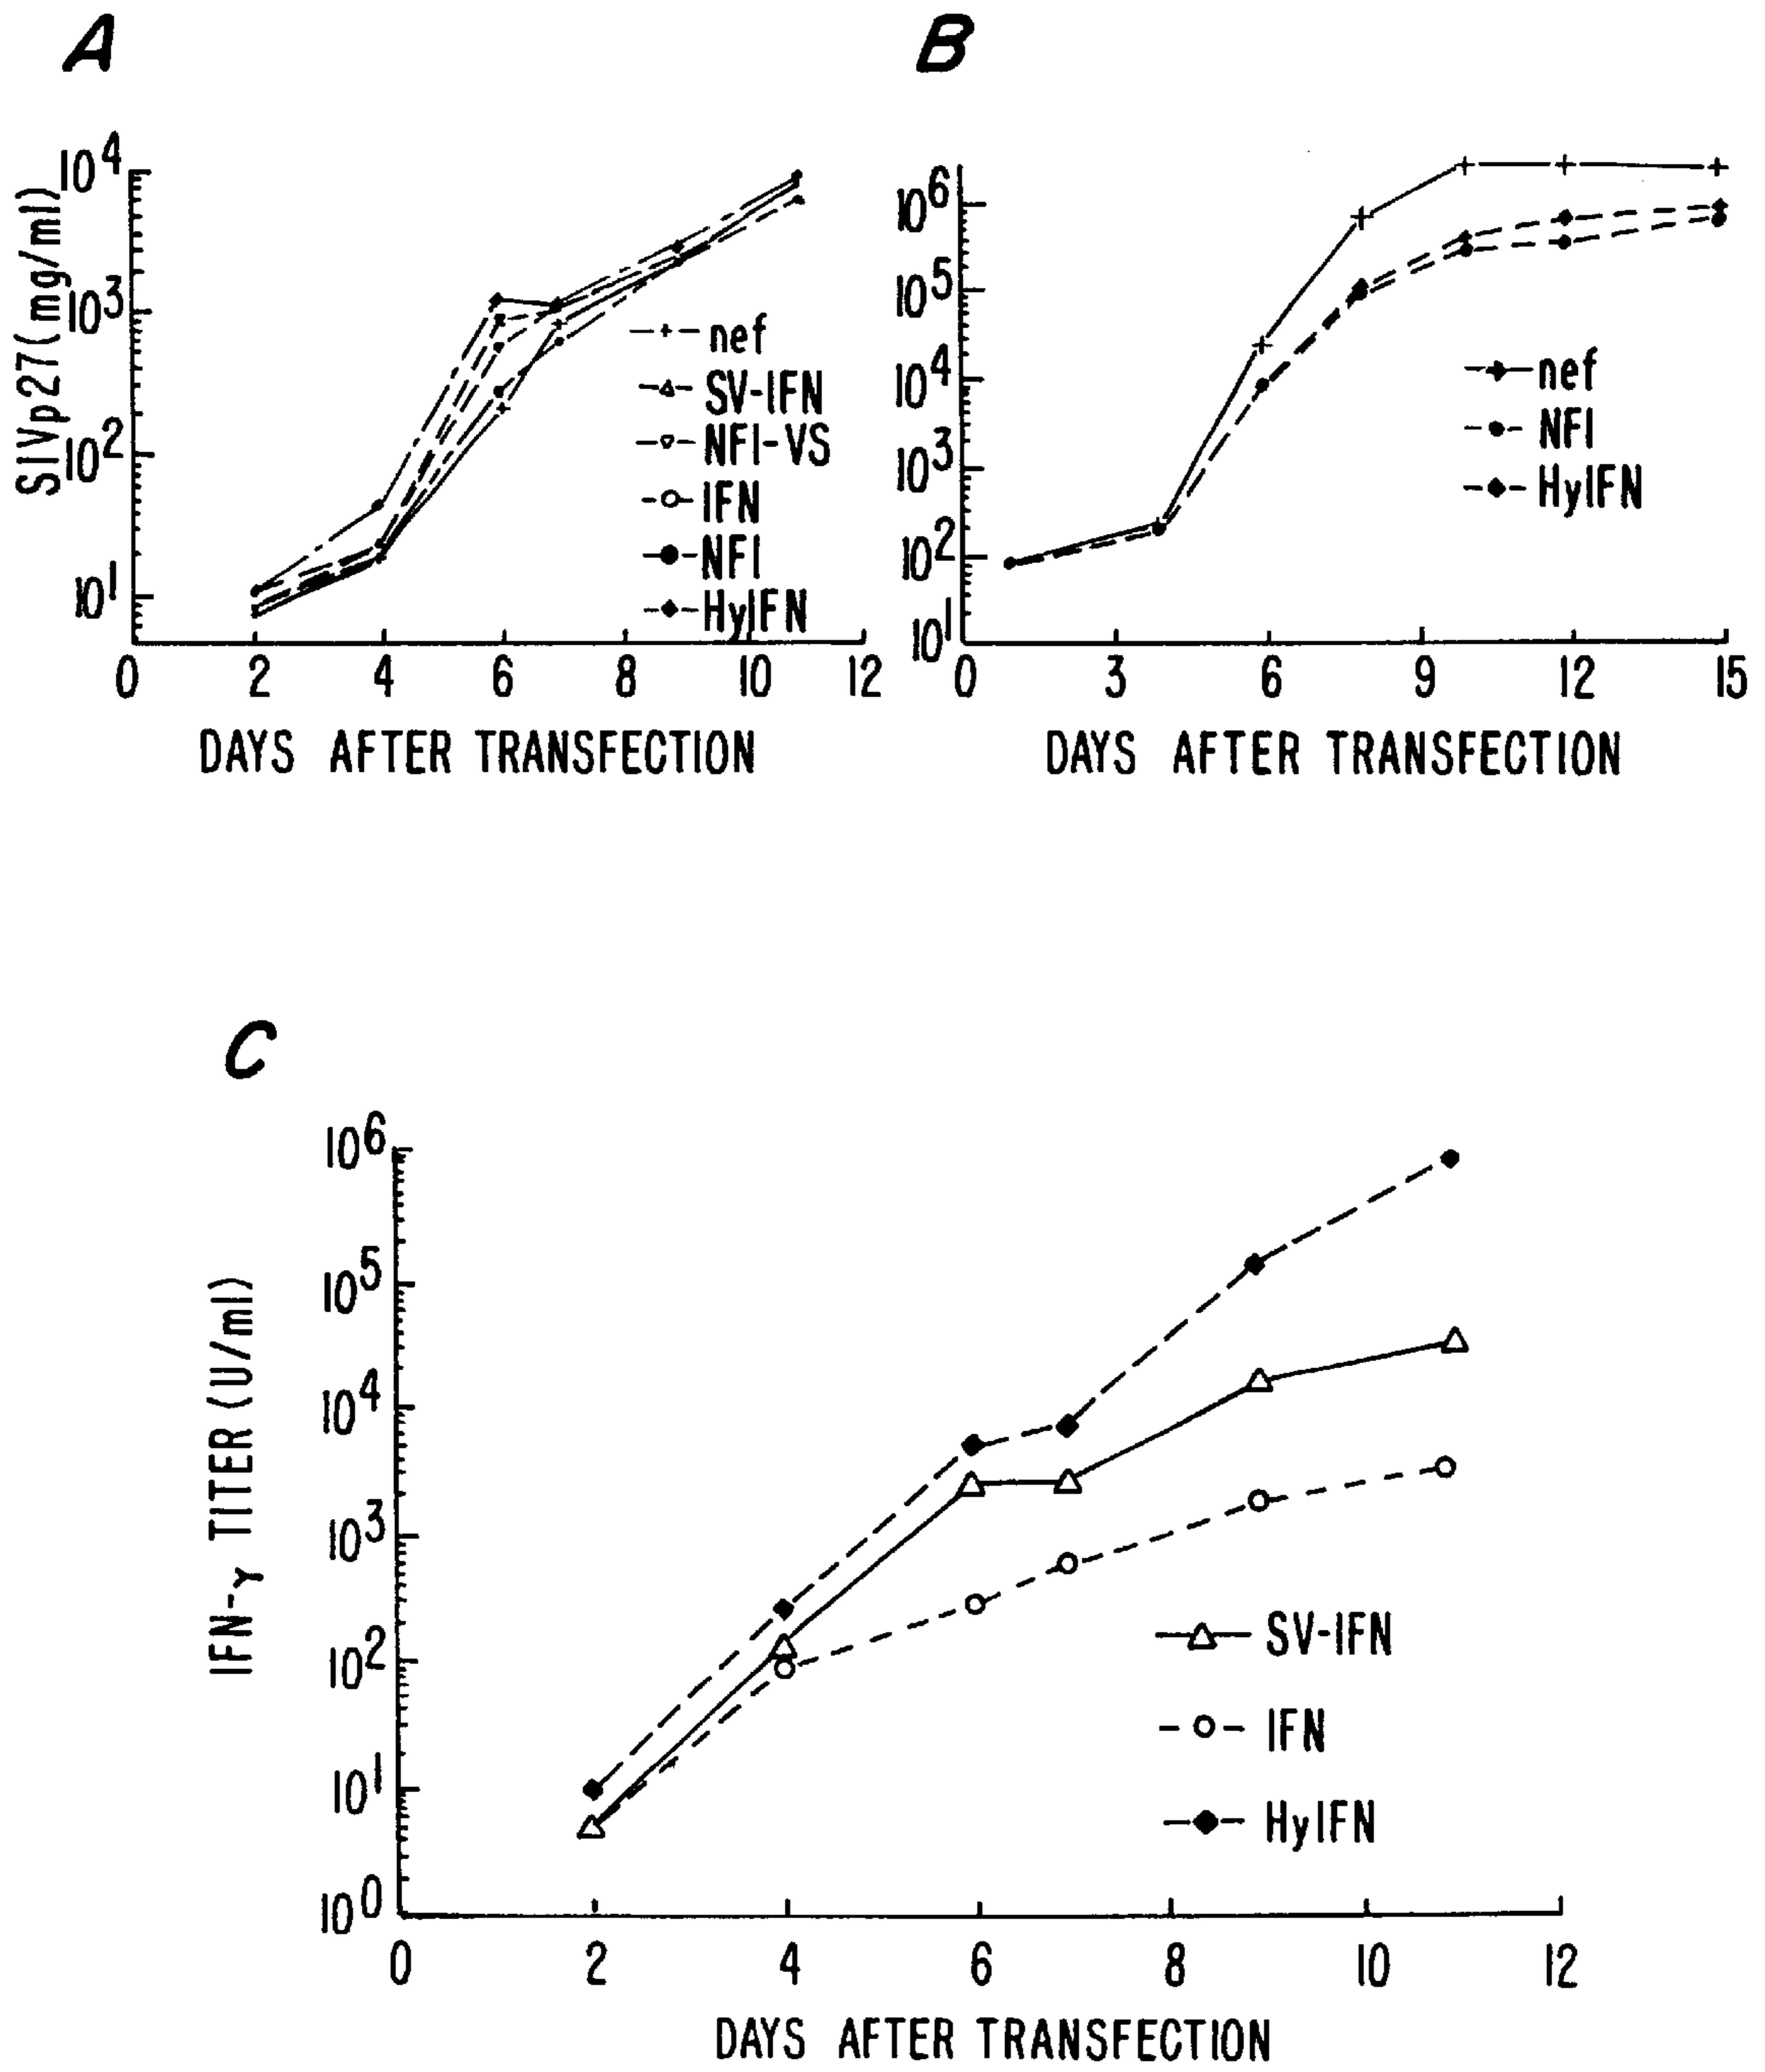 A
B
SIVp27(mg/ml)
10^4
10^3
10^2
10^1
0 2 4 6 8 10 12
DAYS AFTER TRANSFECTION
nef
SV-IFN
NFI-VS
IFN
NFI
HyIFN
10^6
10^5
10^4
10^3
10^2
10^1
0 3 6 9 12 15
DAYS AFTER TRANSFECTION
nef
NFI
HyIFN
C
IFN-γ TITER (U/ml)
10^6
10^5
10^4
10^3
10^2
10^1
10^0
0 2 4 6 8 10 12
DAYS AFTER TRANSFECTION
SV-IFN
IFN
HyIFN